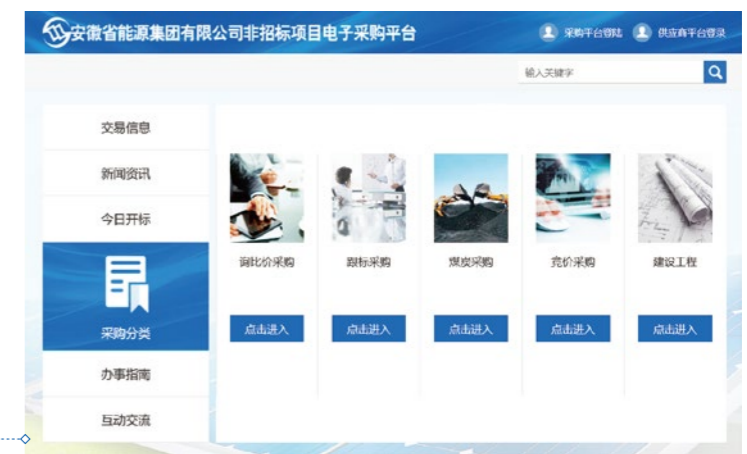 安徽省能源集团有限公司非招标项目电子采购平台
采购平台登陆
供应商平台登录
输入关键字
交易信息
新闻资讯
今日开标
采购分类
办事指南
互动交流
询比价采购
跟标采购
煤炭采购
竞价采购
建设工程
点击进入
点击进入
点击进入
点击进入
点击进入